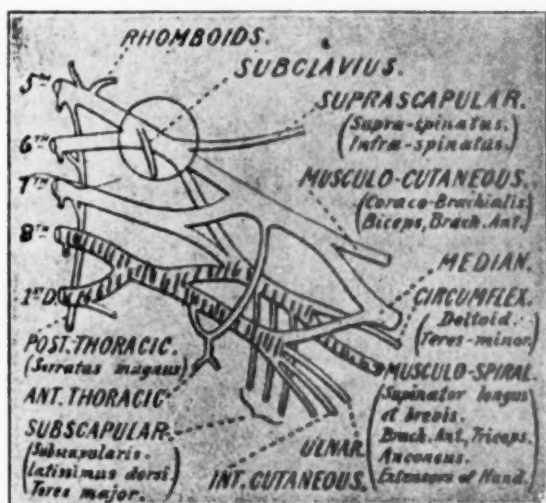 RHOMBOIDS.
SUBCLAVIUS.
SUPRASCAPULAR.
(Supra-spinatus.
Infra-spinatus.)
MUSCULO-CUTANEOUS.
(Coraco-Brachialis.
Biceps, Brach. Ant.)
MEDIAN.
CIRCUMFLEX.
(Deltoid.
Teres-minor.)
MUSCULO-SPIRAL.
(Supinator longus
et brevis.
Brach. Ant, Triceps.
Anconeus.
Extensors of Hand.)
5TH
6TH
7TH
8TH
1ST D.
POST. THORACIC.
(Serratus magnus)
ANT. THORACIC
SUBSCAPULAR
(Subscapularis.
Latissimus dorsi.
Teres major.)
INT. CUTANEOUS.
ULNAR.